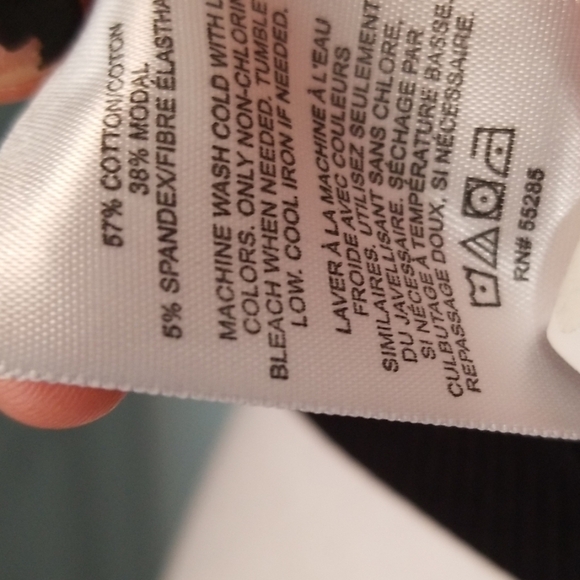 57% COTTON/COTON
38% MODAL
5% SPANDEX/FIBRE ÉLASTHA
MACHINE WASH COLD WITH L
COLORS. ONLY NON-CHLORIN
BLEACH WHEN NEEDED. TUMBLE
LOW. COOL IRON IF NEEDED.
LAVER À LA MACHINE À L'EAU
FROIDE AVEC COULEURS
SIMILAIRES. UTILISEZ SEULEMENT
DU JAVELLISANT SANS CHLORE,
SI NÉCESSAIRE. SÉCHAGE PAR
CULBUTAGE À TEMPÉRATURE BASSE.
REPASSAGE DOUX, SI NÉCESSAIRE.
RN# 55285